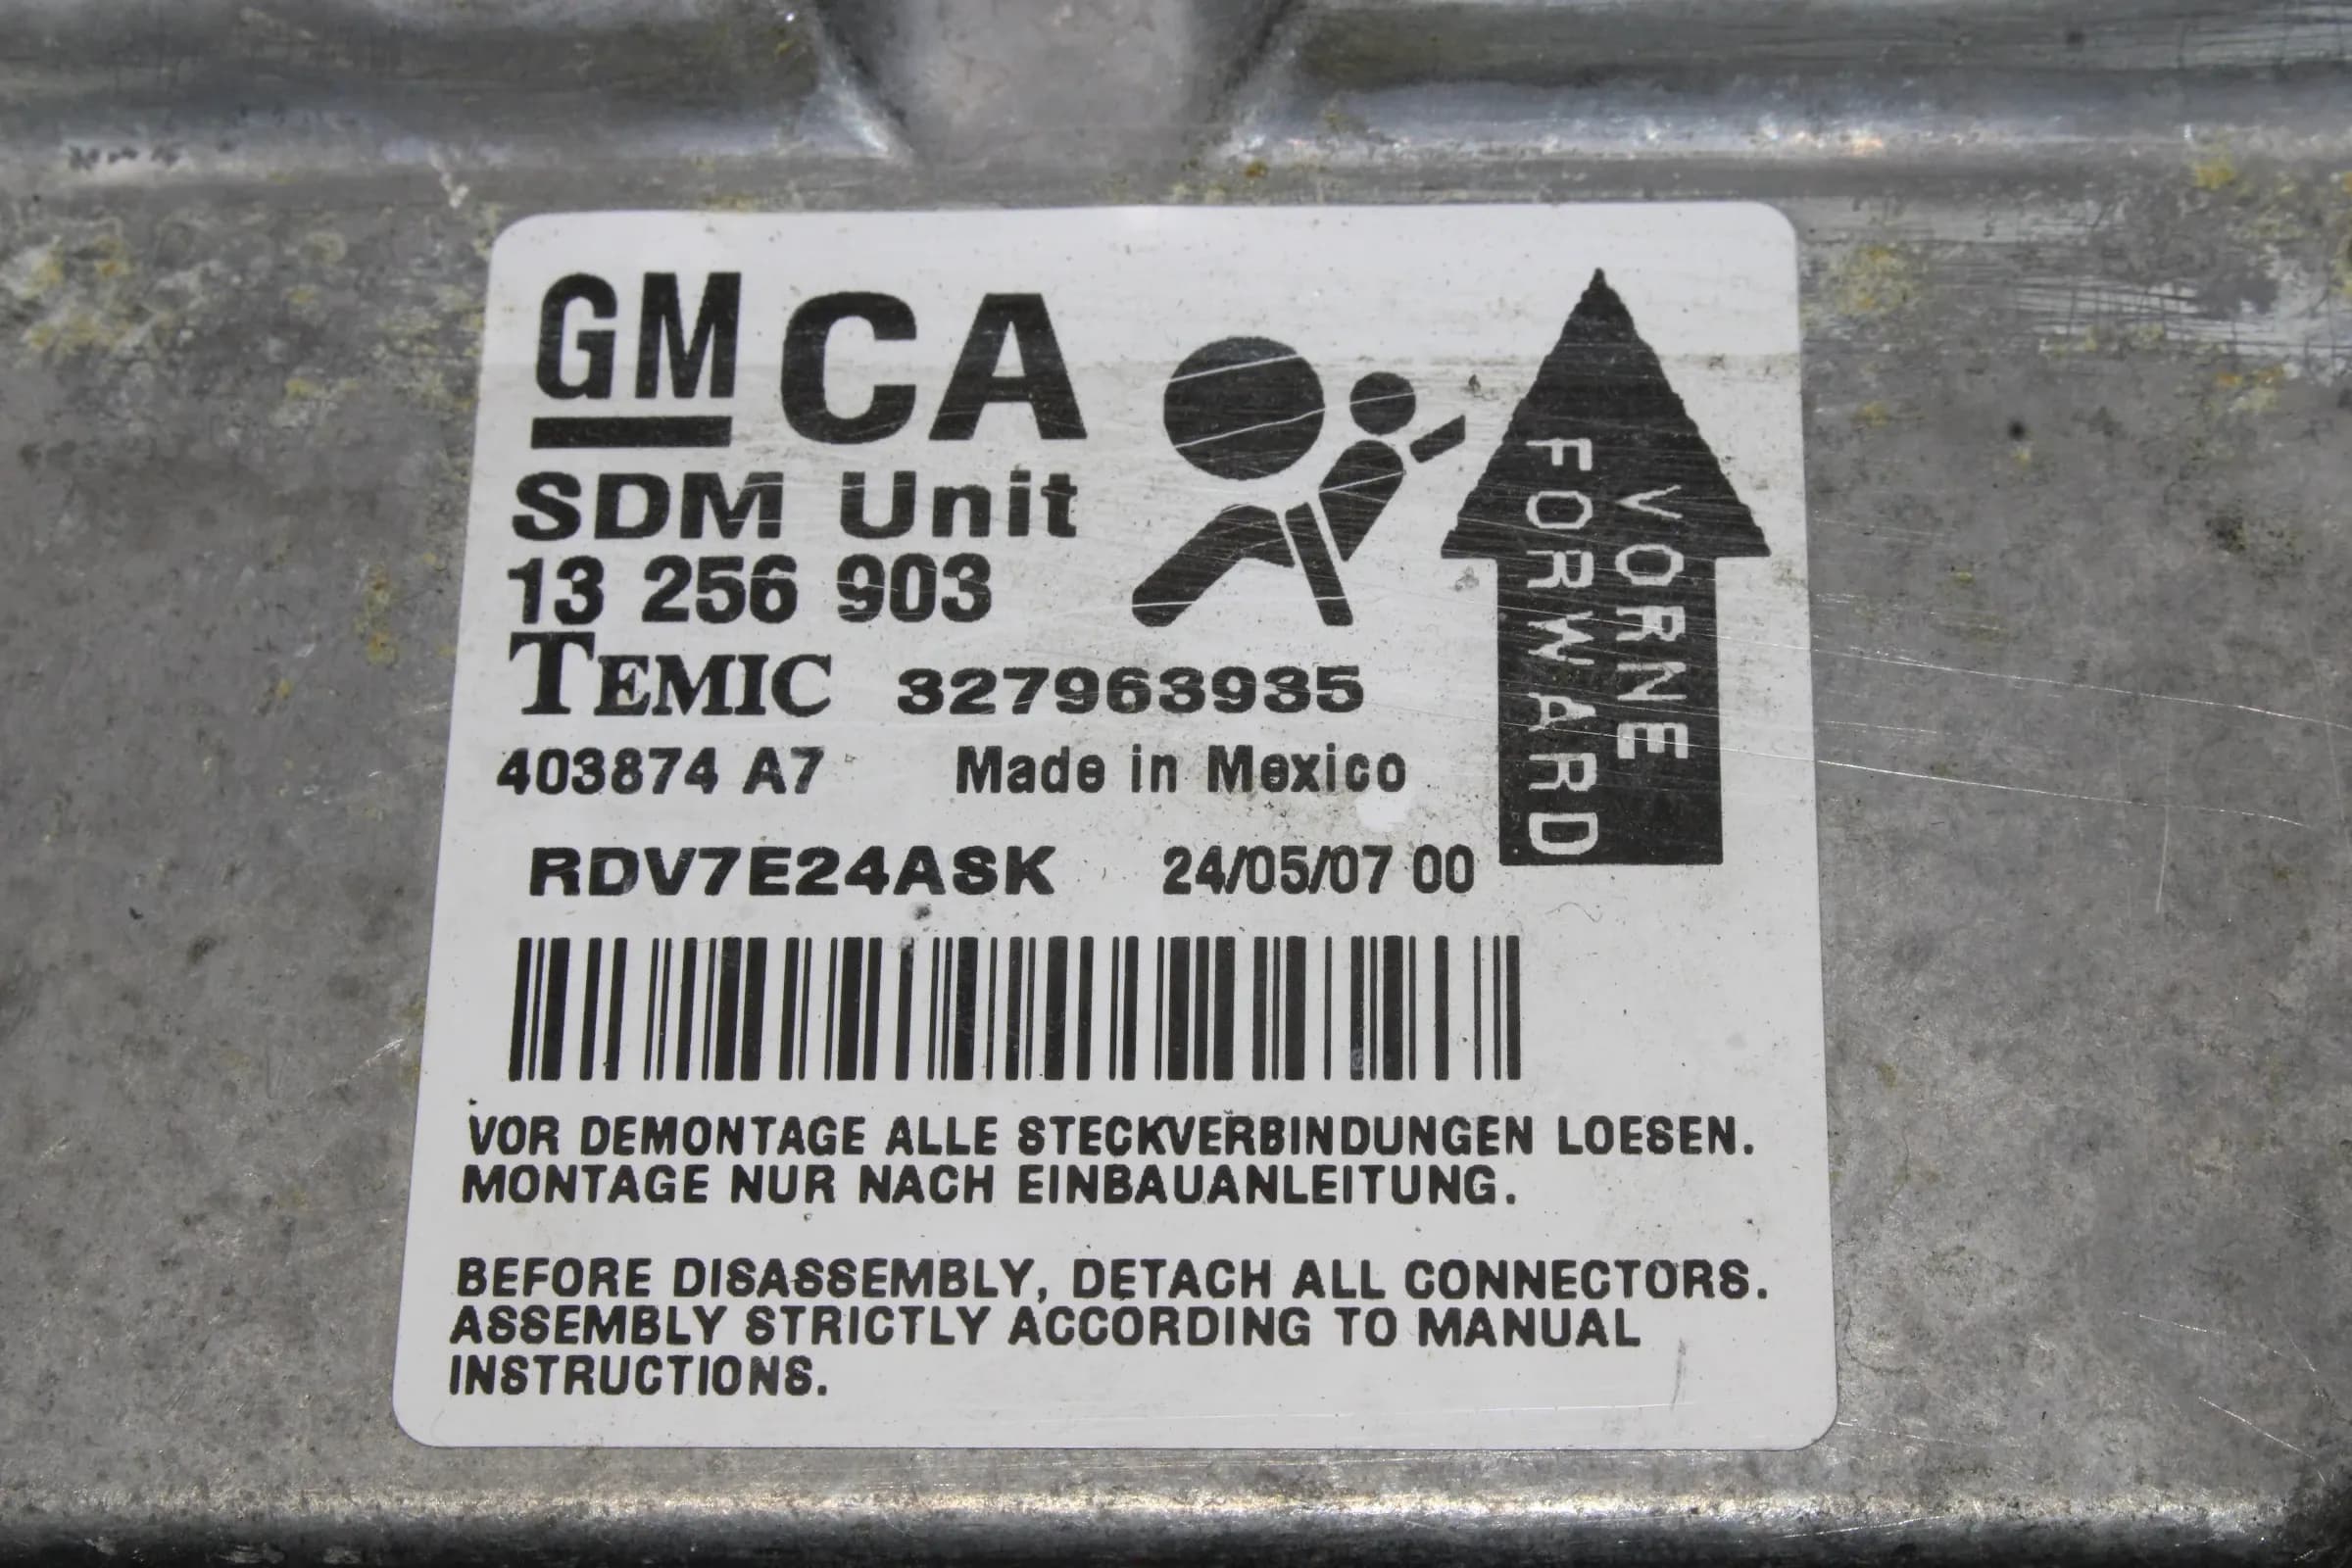 GM CA
SDM Unit
13 256 903
TEMIC 327963935
403874 A7 Made in Mexico
RDV7E24ASK 24/05/07 00
VORNE
FORWARD
VOR DEMONTAGE ALLE STECKVERBINDUNGEN LOESEN.
MONTAGE NUR NACH EINBAUANLEITUNG.
BEFORE DISASSEMBLY, DETACH ALL CONNECTORS.
ASSEMBLY STRICTLY ACCORDING TO MANUAL
INSTRUCTIONS.